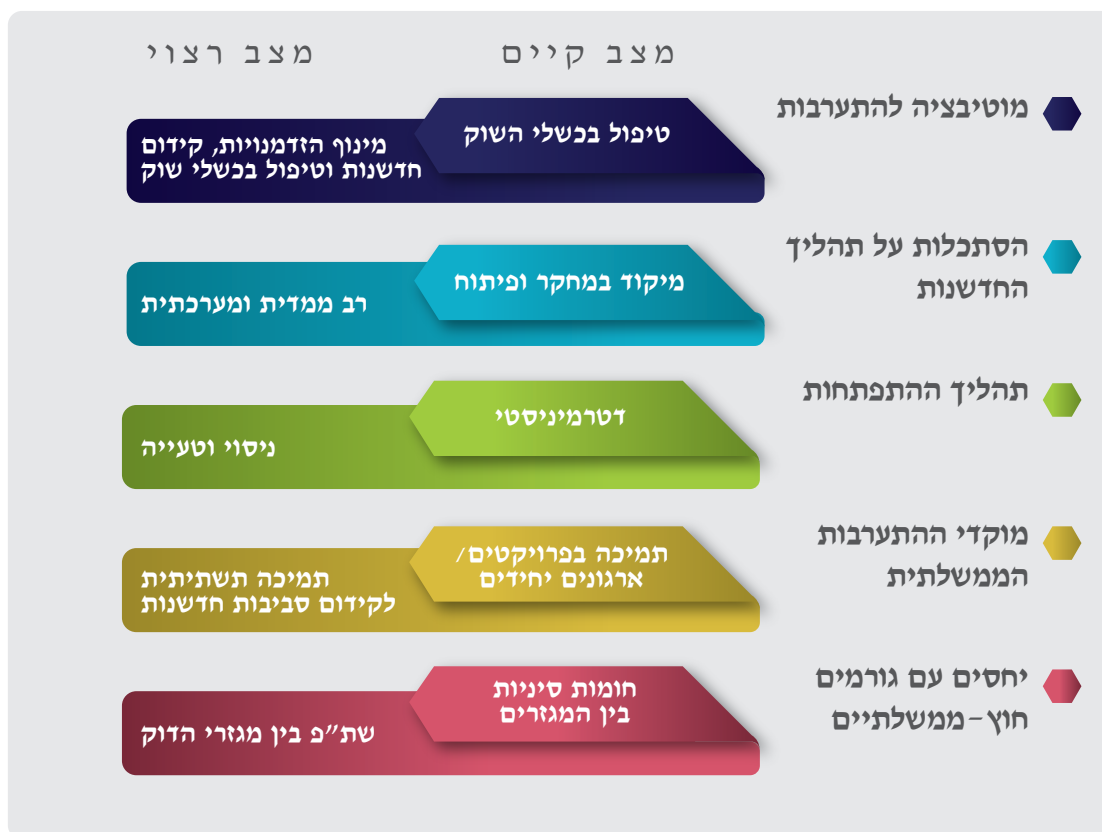 מצב קיים
מצב רצוי
מוטיבציה להתערבות
טיפול בכשלי השוק
מינוף הזדמנויות, קידום
חדשנות וטיפול בכשלי שוק
הסתכלות על תהליך
החדשנות
מיקוד במחקר ופיתוח
רב ממדית ומערכתית
תהליך ההתפתחות
דטרמיניסטי
ניסוי וטעייה
מוקדי ההתערבות
הממשלתית
תמיכה בפרויקטים/
ארגונים יחידים
תמיכה תשתיתית
לקידום סביבות חדשנות
יחסים עם גורמים
חוץ-ממשלתיים
חומות סיניות
בין המגזרים
שת"פ בין מגזרי הדוק